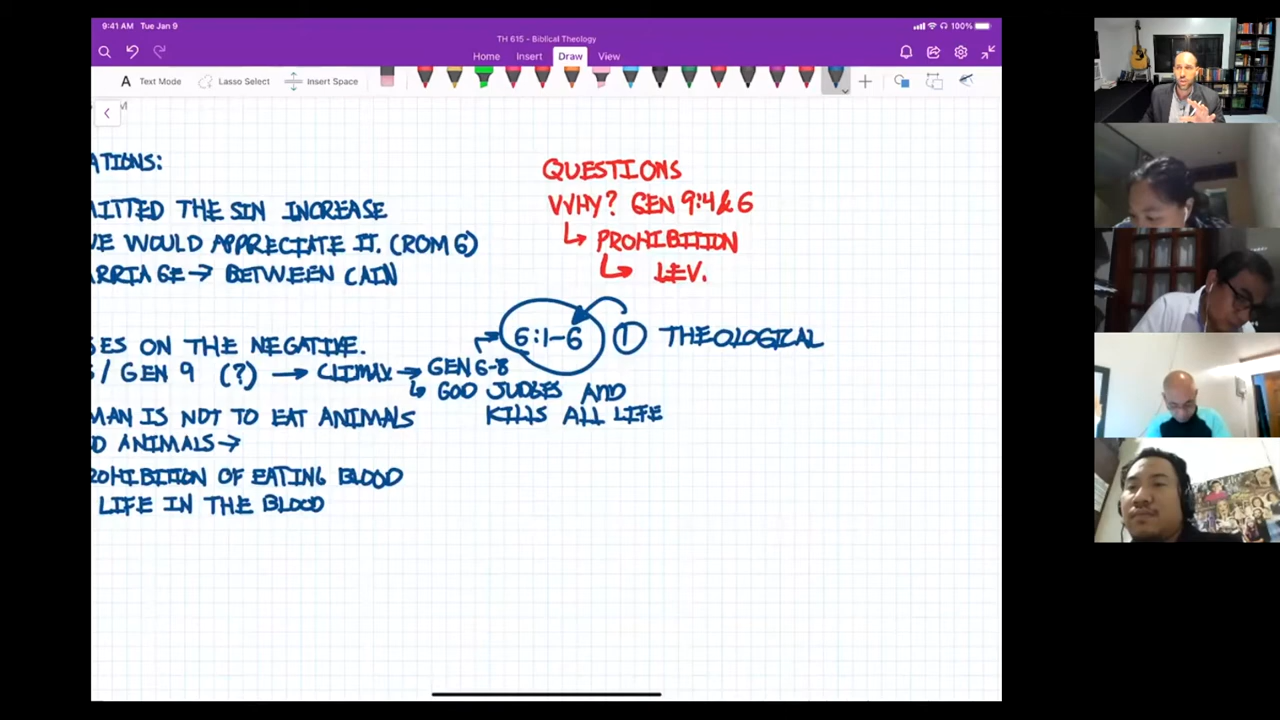 9:41 AM Tue Jan 9
100%
TH 615 - Biblical Theology
Home Insert Draw View
A Text Mode Lasso Select Insert Space
M
ATIONS:
MITTED THE SIN INCREASE
WE WOULD APPRECIATE IT. (ROM 6)
ARRIAGE → BETWEEN CAIN
SES ON THE NEGATIVE.
/ GEN 9 (?) → CLIMAX → GEN 6-8
↳ GOD JUDGES AND
KILLS ALL LIFE
MAN IS NOT TO EAT ANIMALS
D ANIMALS →
ROHIBITION OF EATING BLOOD
LIFE IN THE BLOOD
QUESTIONS
WHY? GEN 9:4 & 6
↳ PROHIBITION
↳ LEV.
6:1-6 1 THEOLOGICAL